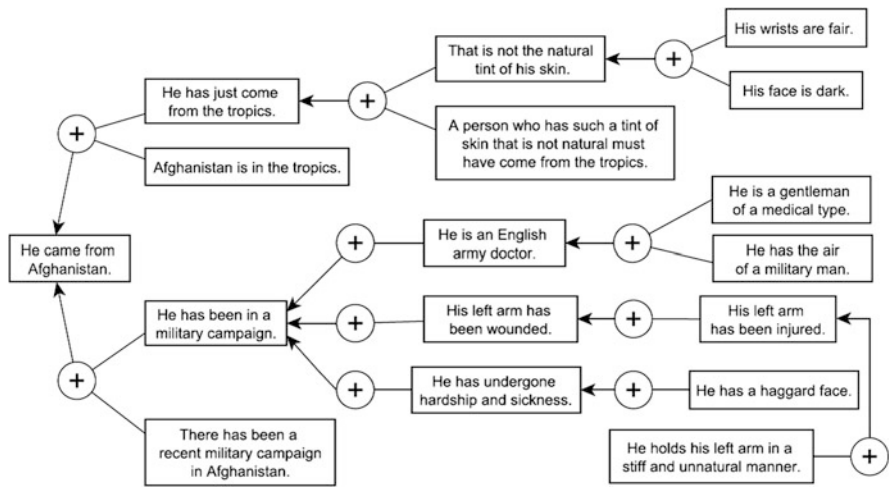 His wrists are fair.
That is not the natural
tint of his skin.
His face is dark.
He has just come
from the tropics.
A person who has such a tint of
skin that is not natural must
have come from the tropics.
Afghanistan is in the tropics.
He is a gentleman
of a medical type.
He came from
Afghanistan.
He is an English
army doctor.
He has the air
of a military man.
He has been in a
military campaign.
His left arm has
been wounded.
His left arm
has been injured.
He has undergone
hardship and sickness.
He has a haggard face.
There has been a
recent military campaign
in Afghanistan.
He holds his left arm in a
stiff and unnatural manner.
+
+
+
+
+
+
+
+
+
+
+